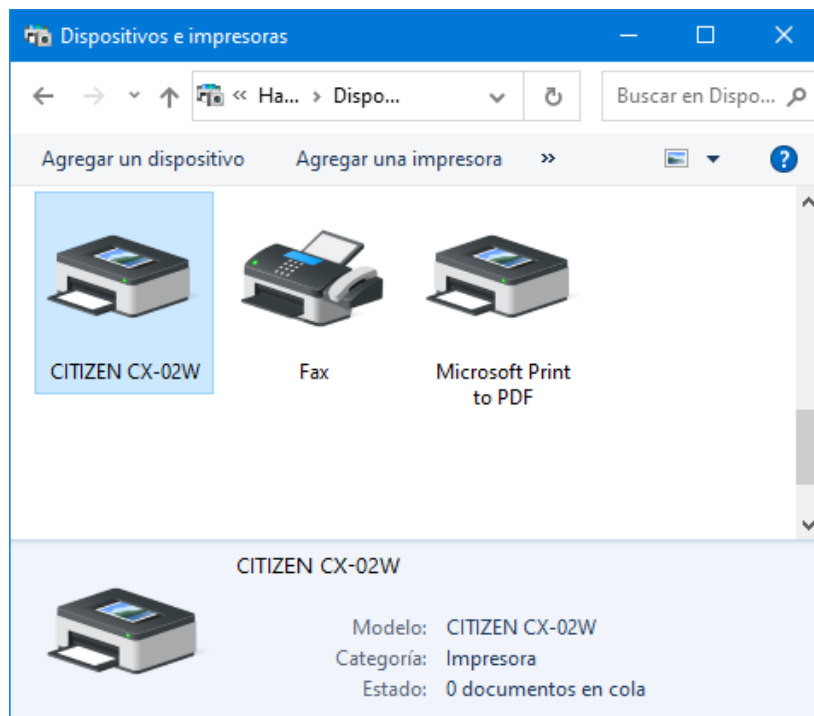 Dispositivos e impresoras
« Ha... › Dispo...
Buscar en Dispo...
Agregar un dispositivo Agregar una impresora »
CITIZEN CX-02W Fax Microsoft Print
to PDF
CITIZEN CX-02W
Modelo: CITIZEN CX-02W
Categoría: Impresora
Estado: 0 documentos en cola